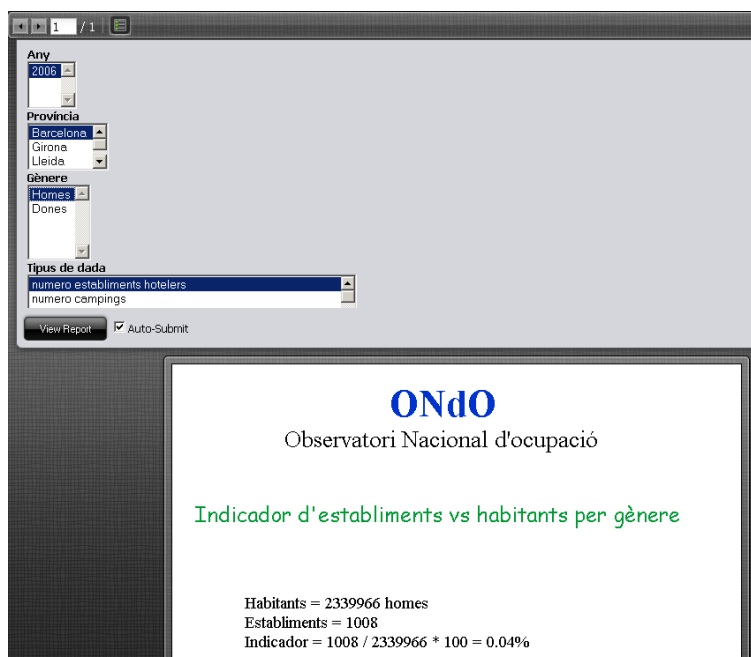 1 / 1
Any
2006
Província
Barcelona
Girona
Lleida
Gènere
Homes
Dones
Tipus de dada
numero establiments hotelers
numero campings
View Report Auto-Submit
ONdO
Observatori Nacional d'ocupació
Indicador d'establiments vs habitants per gènere
Habitants = 2339966 homes
Establiments = 1008
Indicador = 1008 / 2339966 * 100 = 0.04%